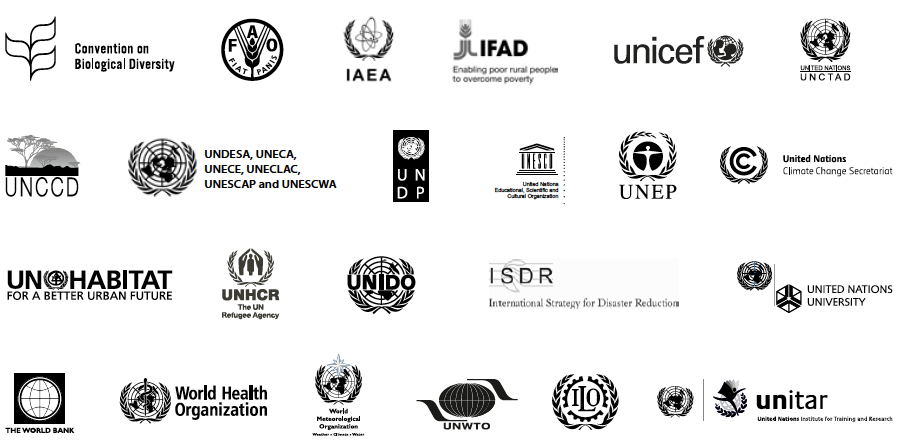 Convention on
Biological Diversity
FAO
FIAT PANIS
IAEA
IFAD
Enabling poor rural people
to overcome poverty
unicef
UNITED NATIONS
UNCTAD
UNCCD
UNDESA, UNECA,
UNECE, UNECLAC,
UNESCAP and UNESCWA
UN
DP
UNESCO
United Nations
Educational, Scientific and
Cultural Organization
UNEP
United Nations
Climate Change Secretariat
UN HABITAT
FOR A BETTER URBAN FUTURE
UNHCR
The UN
Refugee Agency
UNIDO
ISDR
International Strategy for Disaster Reduction
UNITED NATIONS
UNIVERSITY
THE WORLD BANK
World Health
Organization
World
Meteorological
Organization
Weather • Climate • Water
UNWTO
ILO
unitar
United Nations Institute for Training and Research